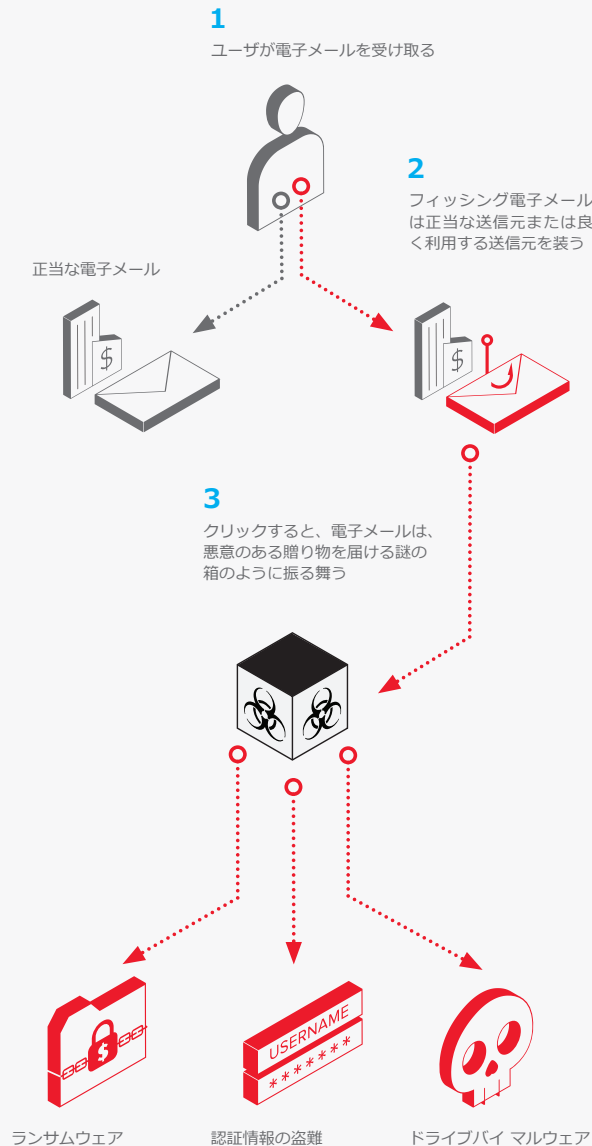 1
ユーザが電子メールを受け取る
2
フィッシング電子メール
は正当な送信元または良
く利用する送信元を装う
正当な電子メール
$
$
3
クリックすると、電子メールは、
悪意のある贈り物を届ける謎の
箱のように振る舞う
USERNAME
*******
ランサムウェア
認証情報の盗難
ドライブバイ マルウェア